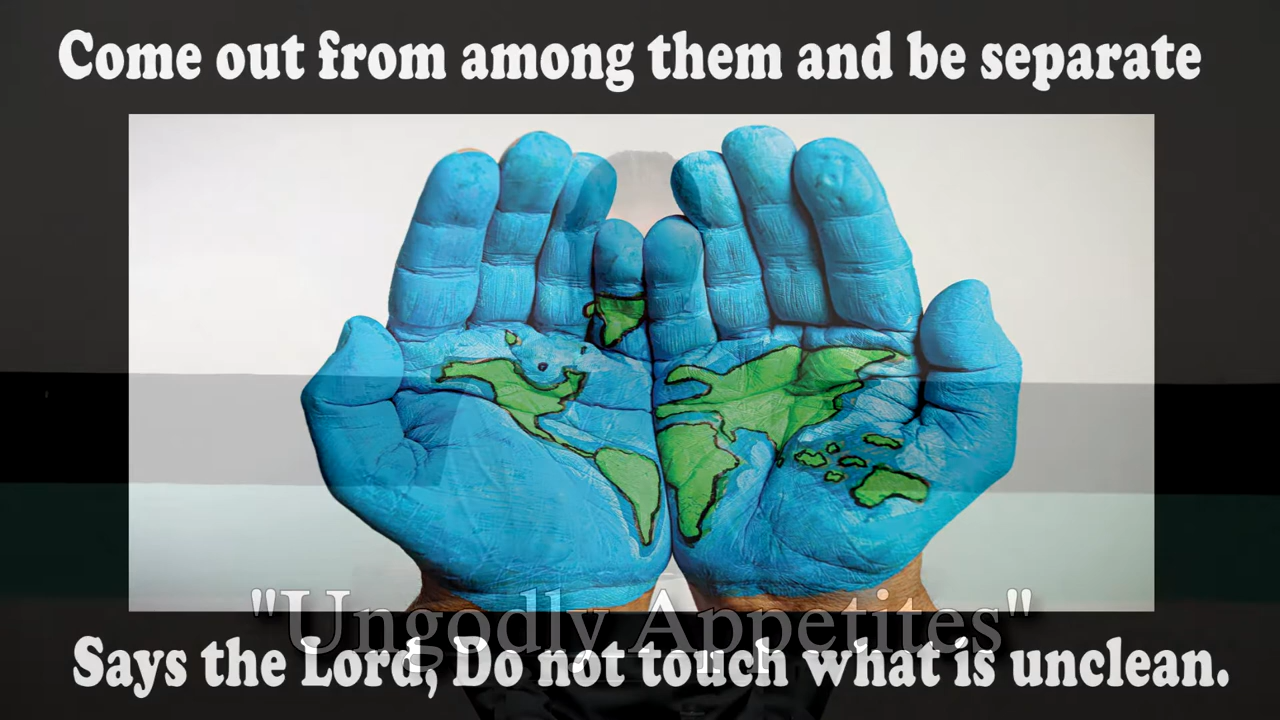 Come out from among them and be separate
"Ungodly Appetites"
Says the Lord, Do not touch what is unclean.